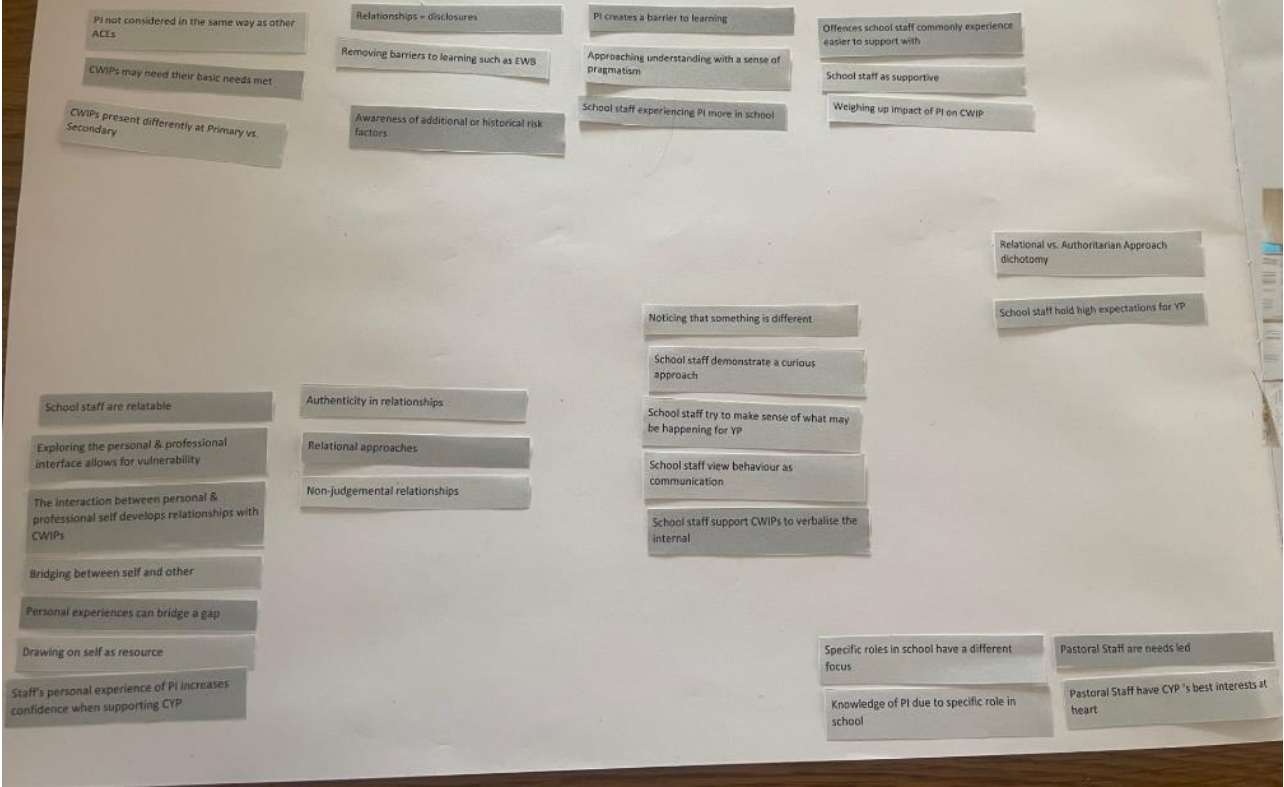 PI not considered in the same way as other
ACEs
CWIPs may need their basic needs met
CWIPs present differently at Primary vs.
Secondary
Relationships – disclosures
Removing barriers to learning such as EWB
Awareness of additional or historical risk
factors
PI creates a barrier to learning
Approaching understanding with a sense of
pragmatism
School staff experiencing PI more in school
Offences school staff commonly experience
easier to support with
School staff as supportive
Weighing up impact of PI on CWIP
Relational vs. Authoritarian Approach
dichotomy
School staff hold high expectations for YP
Noticing that something is different
School staff demonstrate a curious
approach
School staff try to make sense of what may
be happening for YP
School staff view behaviour as
communication
School staff support CWIPs to verbalise the
internal
School staff are relatable
Exploring the personal & professional
interface allows for vulnerability
The interaction between personal &
professional self develops relationships with
CWIPs
Bridging between self and other
Personal experiences can bridge a gap
Drawing on self as resource
Staff's personal experience of PI increases
confidence when supporting CYP
Authenticity in relationships
Relational approaches
Non-judgemental relationships
Specific roles in school have a different
focus
Knowledge of PI due to specific role in
school
Pastoral Staff are needs led
Pastoral Staff have CYP 's best interests at
heart